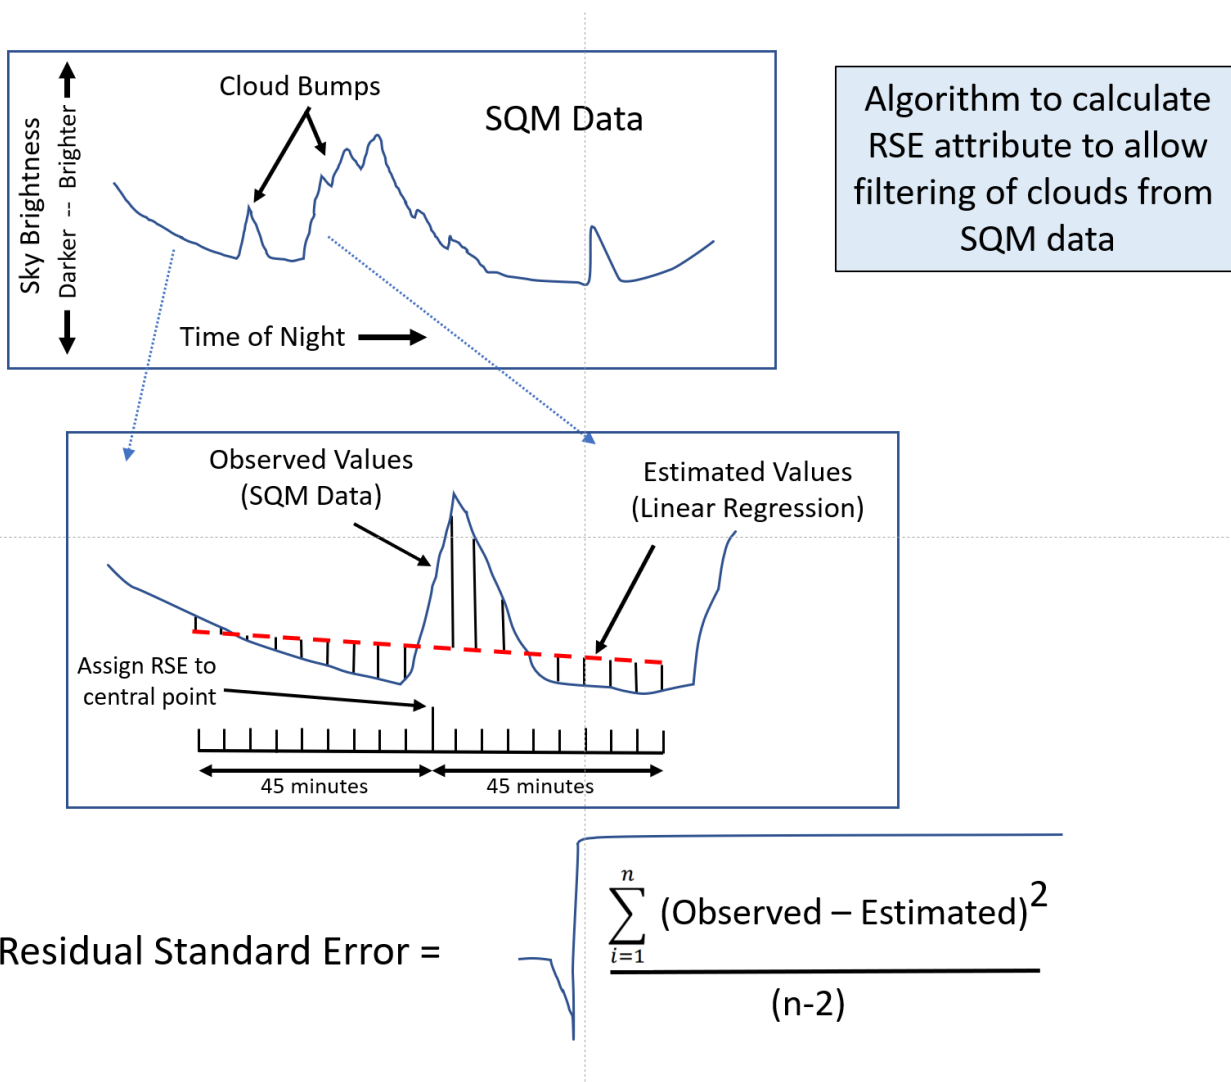 Cloud Bumps
SQM Data
Sky Brightness
Darker -- Brighter
Time of Night
Algorithm to calculate
RSE attribute to allow
filtering of clouds from
SQM data
Observed Values
(SQM Data)
Estimated Values
(Linear Regression)
Assign RSE to
central point
45 minutes
45 minutes
Residual Standard Error =
n
∑ (Observed – Estimated)2
i=1
(n-2)